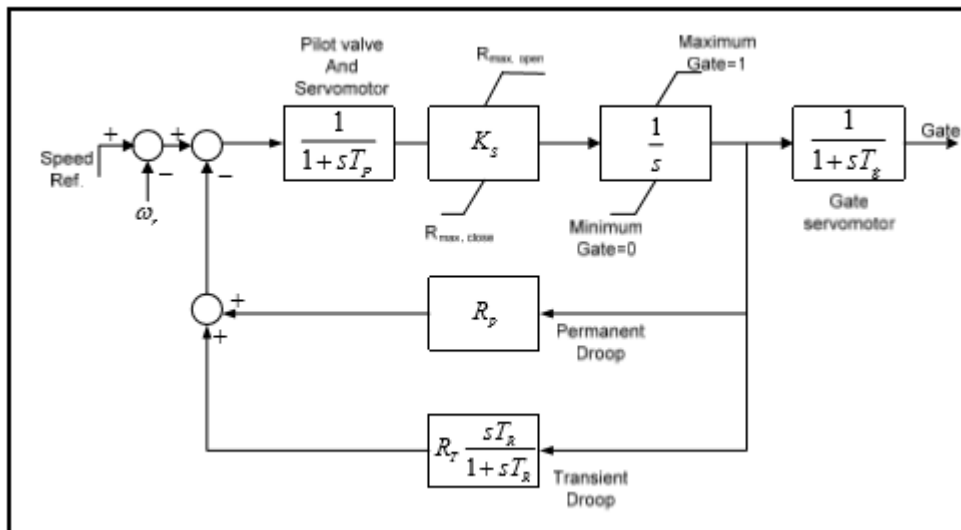 Pilot valve
And
Servomotor
R_max, open
Maximum
Gate=1
1
1 + sT_P
K_s
1
s
1
1 + sT_g
Gate
Speed
Ref.
+
−
+
−
ω_r
R_max, close
Minimum
Gate=0
Gate
servomotor
+
+
R_p
Permanent
Droop
R_T sT_R
1 + sT_R
Transient
Droop